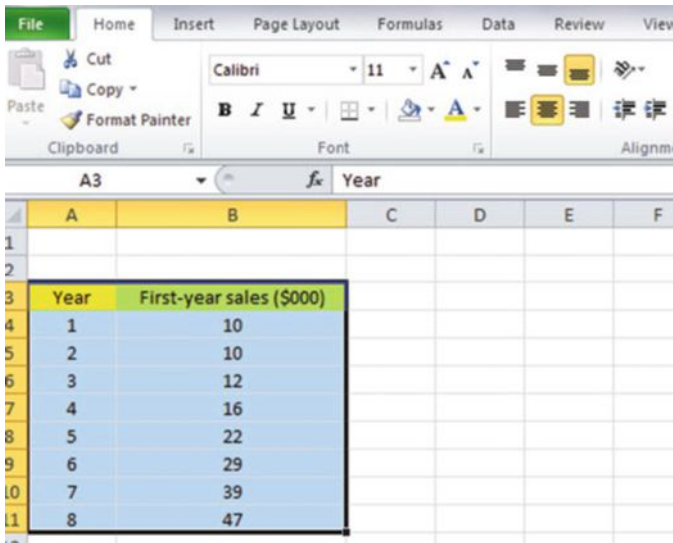 File Home Insert Page Layout Formulas Data Review View
Cut
Copy
Paste
Format Painter
Calibri 11 A A
B I U A
Clipboard Font Alignm
A3 fx Year
A B C D E F
1
2
3 Year First-year sales ($000)
4 1 10
5 2 10
6 3 12
7 4 16
8 5 22
9 6 29
10 7 39
11 8 47